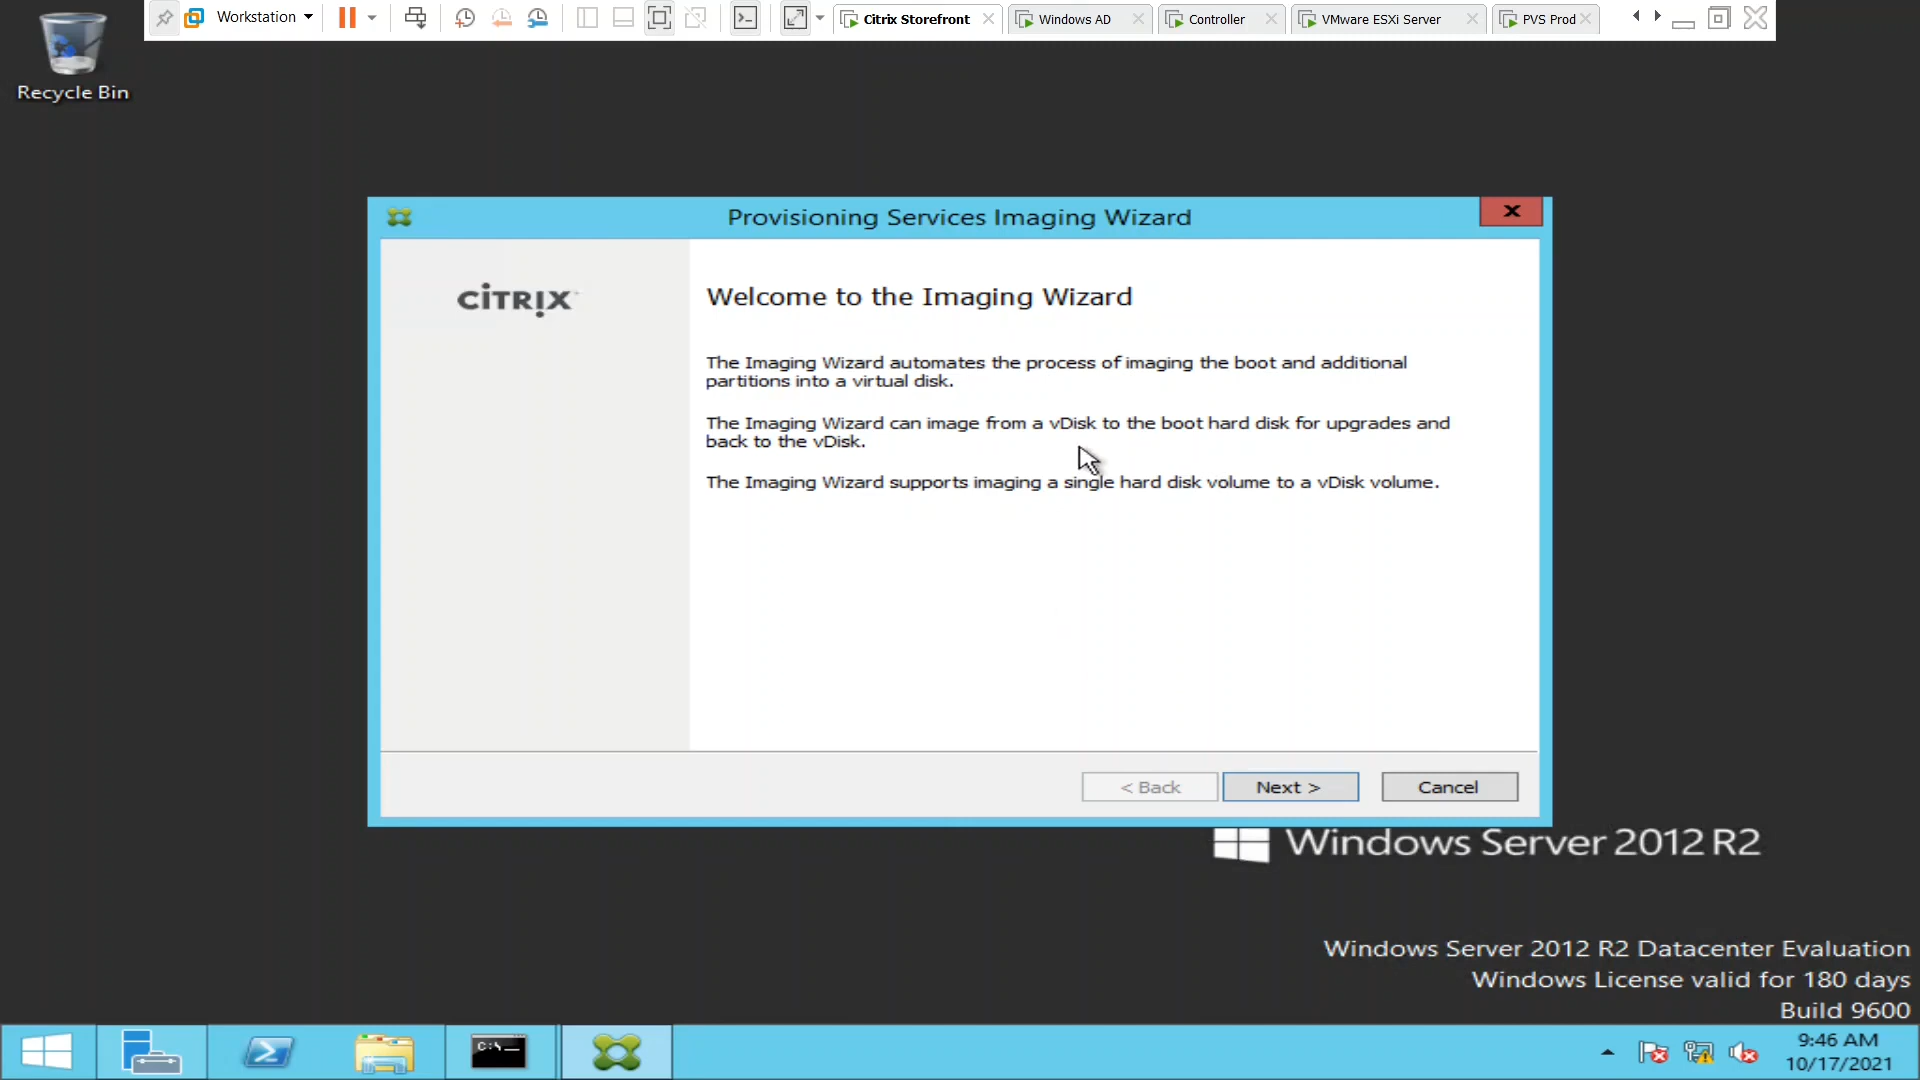 Workstation
Citrix Storefront
Windows AD
Controller
VMware ESXi Server
PVS Prod
Recycle Bin
Provisioning Services Imaging Wizard
x
CiTRIX
Welcome to the Imaging Wizard
The Imaging Wizard automates the process of imaging the boot and additional
partitions into a virtual disk.
The Imaging Wizard can image from a vDisk to the boot hard disk for upgrades and
back to the vDisk.
The Imaging Wizard supports imaging a single hard disk volume to a vDisk volume.
< Back
Next >
Cancel
Windows Server 2012 R2
Windows Server 2012 R2 Datacenter Evaluation
Windows License valid for 180 days
Build 9600
C:\
9:46 AM
10/17/2021